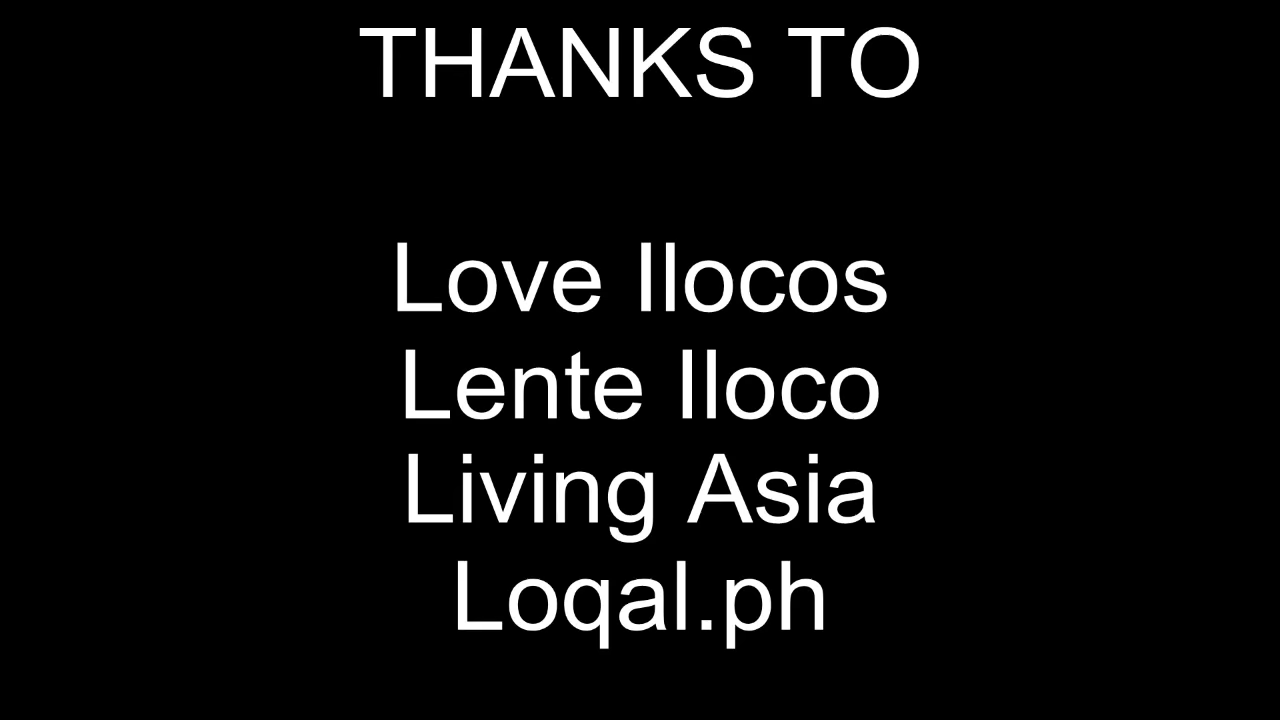 THANKS TO
Love Ilocos
Lente Iloco
Living Asia
Loqal.ph